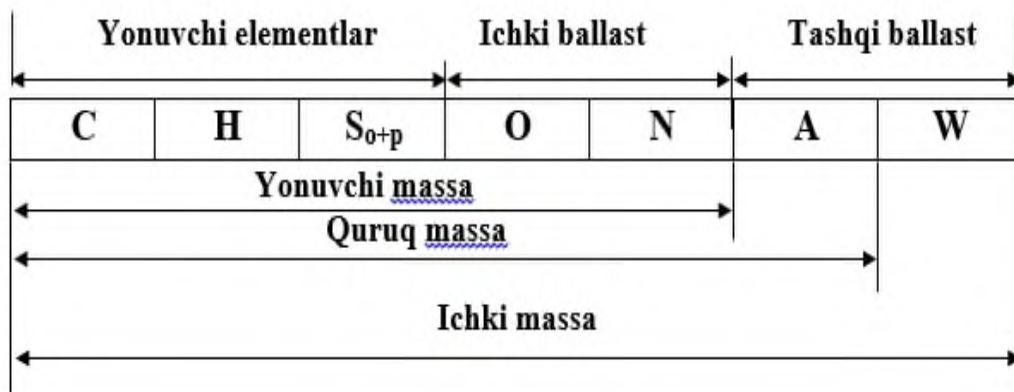 Yonuvchi elementlar Ichki ballast Tashqi ballast
C H So+p O N A W
Yonuvchi massa
Quruq massa
Ichki massa